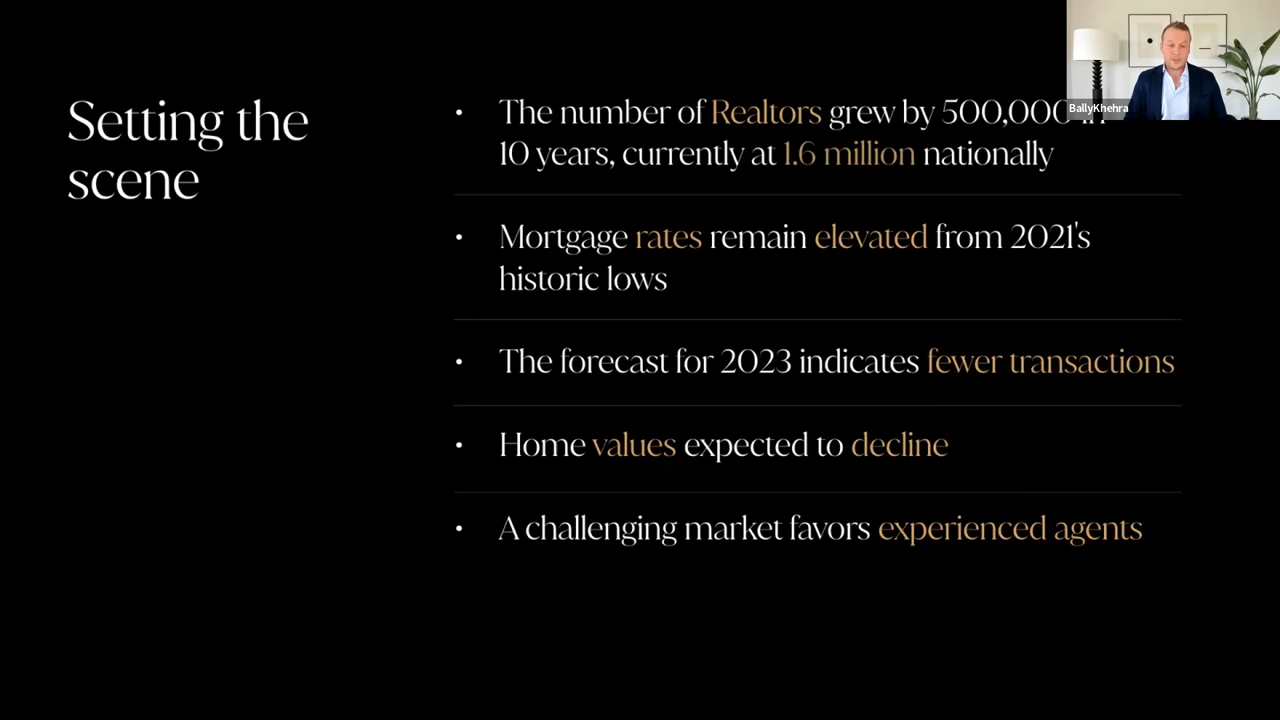 Setting the
scene
• The number of Realtors grew by 500,000 in
10 years, currently at 1.6 million nationally
• Mortgage rates remain elevated from 2021's
historic lows
• The forecast for 2023 indicates fewer transactions
• Home values expected to decline
• A challenging market favors experienced agents
BallyKhehra